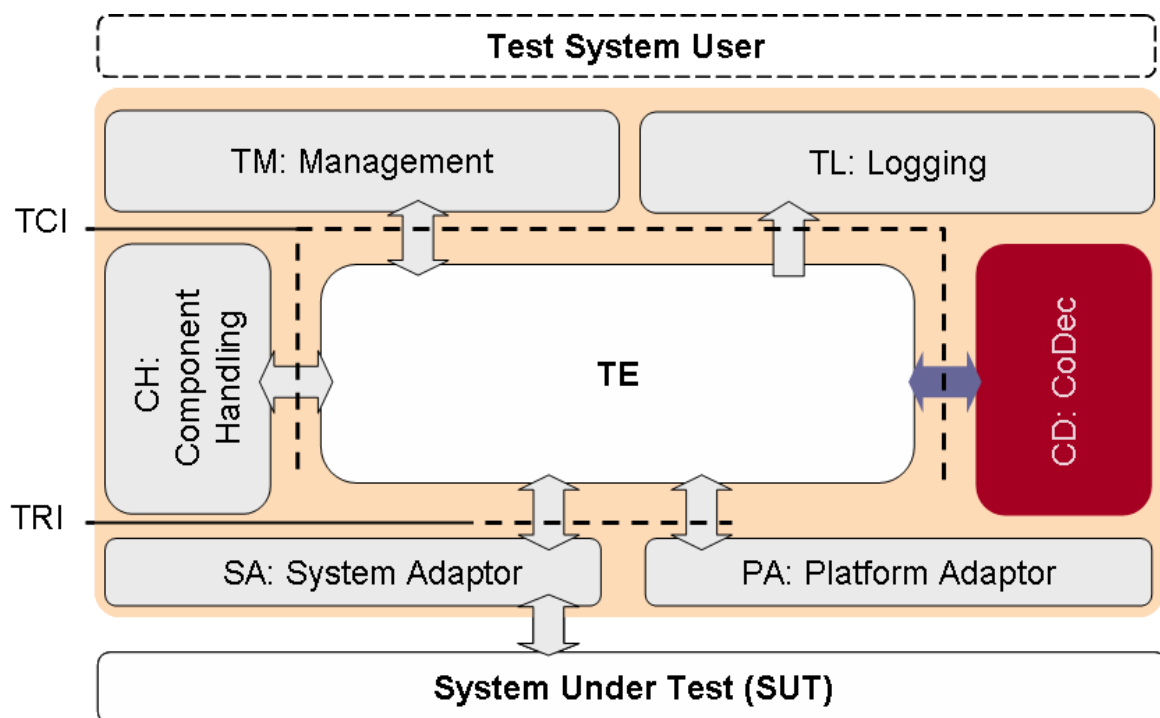 Test System User
TM: Management
TL: Logging
TCI
CH:
Component
Handling
TE
CD: CoDec
TRI
SA: System Adaptor
PA: Platform Adaptor
System Under Test (SUT)